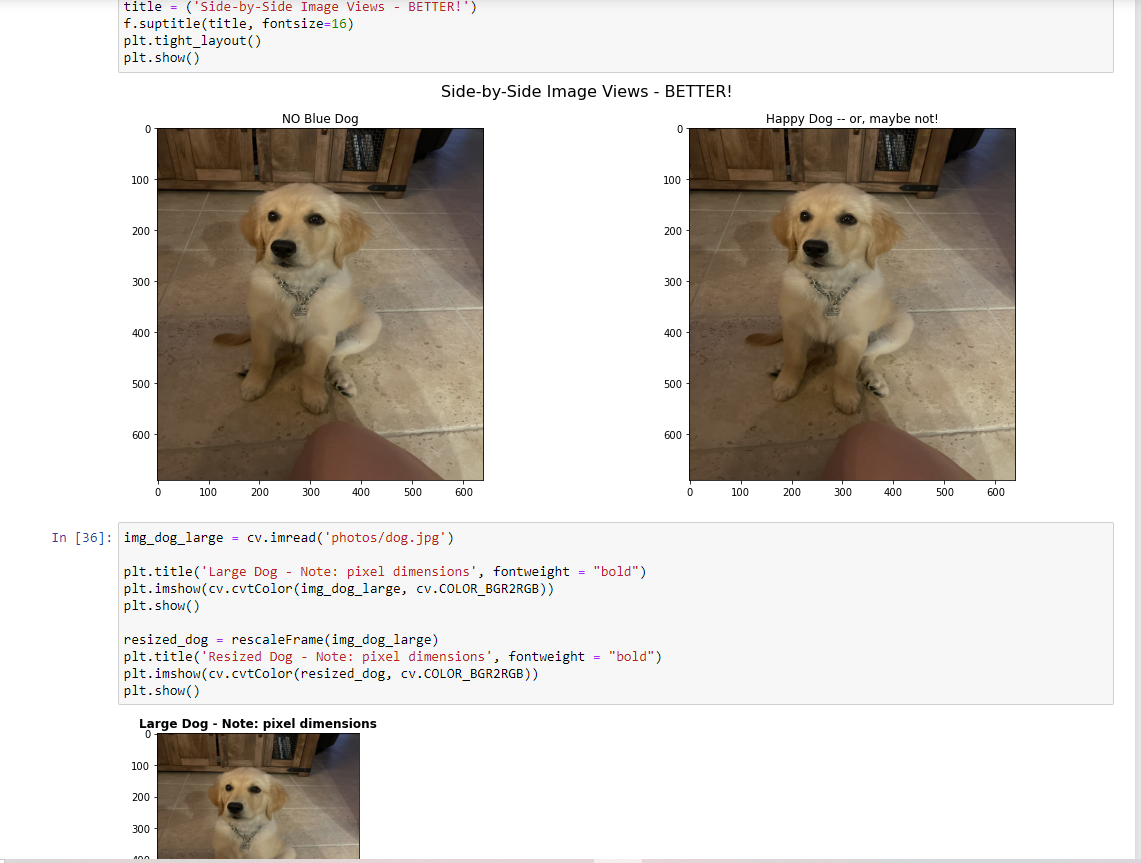 title = ('Side-by-Side Image Views - BETTER!')
f.suptitle(title, fontsize=16)
plt.tight_layout()
plt.show()
Side-by-Side Image Views - BETTER!
NO Blue Dog
0
100
200
300
400
500
600
0 100 200 300 400 500 600
Happy Dog -- or, maybe not!
0
100
200
300
400
500
600
0 100 200 300 400 500 600
In [36]:
img_dog_large = cv.imread('photos/dog.jpg')
plt.title('Large Dog - Note: pixel dimensions', fontweight = "bold")
plt.imshow(cv.cvtColor(img_dog_large, cv.COLOR_BGR2RGB))
plt.show()
resized_dog = rescaleFrame(img_dog_large)
plt.title('Resized Dog - Note: pixel dimensions', fontweight = "bold")
plt.imshow(cv.cvtColor(resized_dog, cv.COLOR_BGR2RGB))
plt.show()
Large Dog - Note: pixel dimensions
0
100
200
300
400